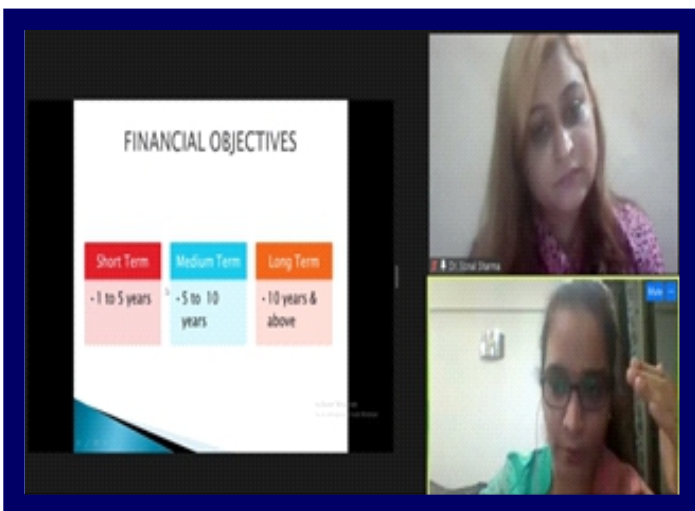 FINANCIAL OBJECTIVES
Short Term
• 1 to 5 years
Medium Term
• 5 to 10
years
Long Term
• 10 years &
above
Dr. Sonal Sharma
Mute